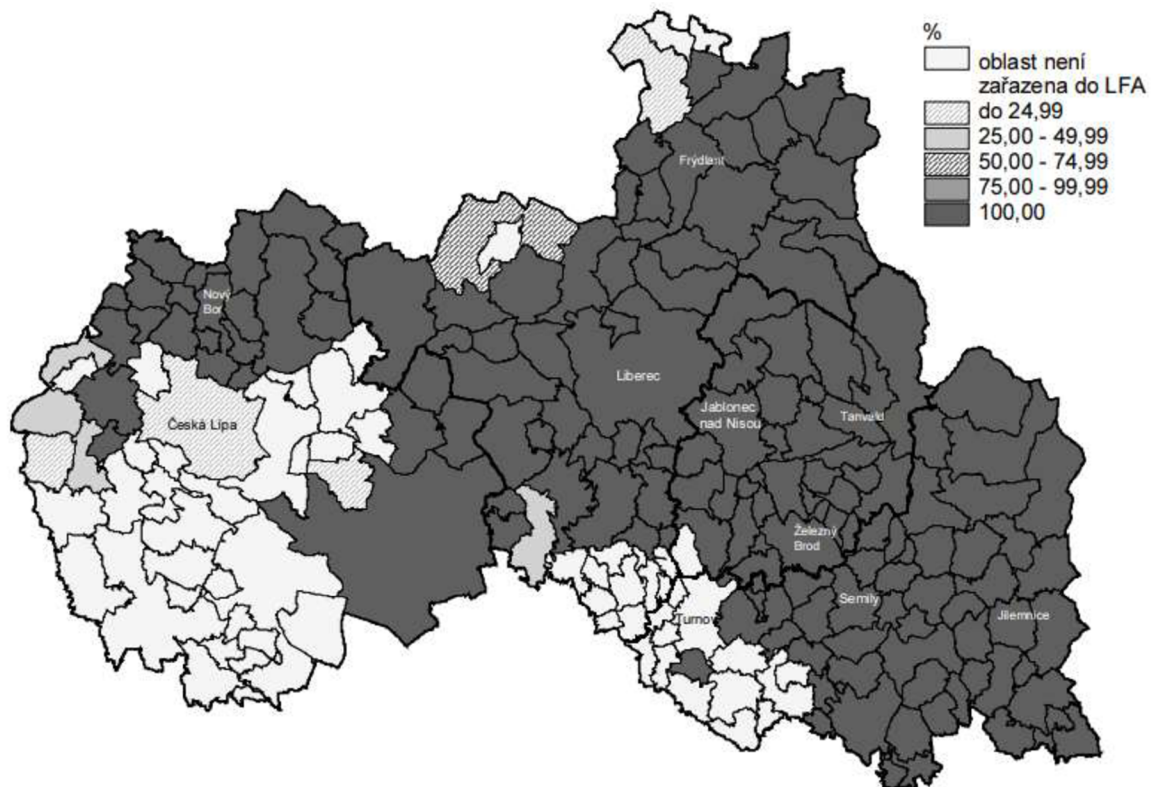 %
oblast není
zařazena do LFA
do 24,99
25,00 - 49,99
50,00 - 74,99
75,00 - 99,99
100,00
Frýdlant
Nový
Bor
Liberec
Jablonec
nad Nisou
Tanvald
Česká Lípa
Železný
Brod
Semily
Turnov
Jilemnice